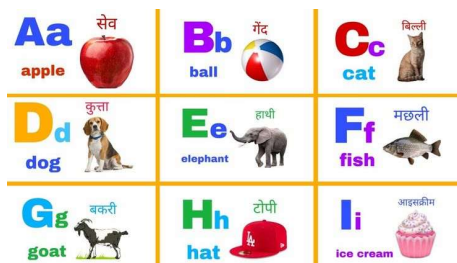 Aa
सेव
apple
Bb
गेंद
ball
Cc
बिल्ली
cat
Dd
कुत्ता
dog
Ee
हाथी
elephant
Ff
मछली
fish
Gg
बकरी
goat
Hh
टोपी
hat
LA
Ii
आइसक्रीम
ice cream